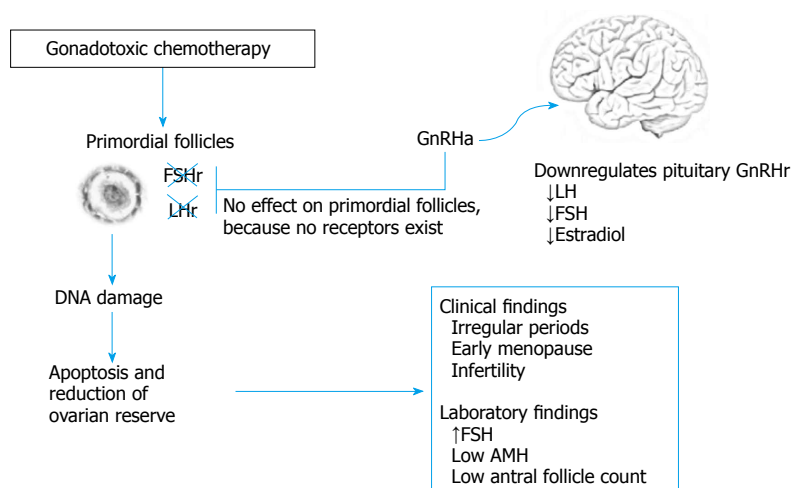 Gonadotoxic chemotherapy
Primordial follicles
FSHr
LHr
GnRHa
No effect on primordial follicles,
because no receptors exist
Downregulates pituitary GnRHr
↓LH
↓FSH
↓Estradiol
DNA damage
Apoptosis and
reduction of
ovarian reserve
Clinical findings
Irregular periods
Early menopause
Infertility
Laboratory findings
↑FSH
Low AMH
Low antral follicle count